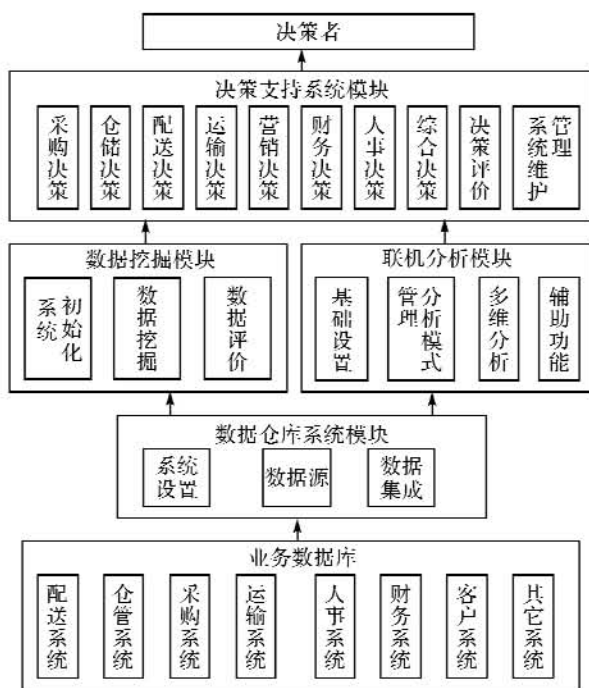 决策者
决策支持系统模块
采购决策
仓储决策
配送决策
运输决策
营销决策
财务决策
人事决策
综合决策
决策评价
系统维护
管理
数据挖掘模块
系统
初始化
数据挖掘
数据评价
联机分析模块
基础设置
分析模式
管理
多维分析
辅助功能
数据仓库系统模块
系统
设置
数据源
数据
集成
业务数据库
配送系统
仓管系统
采购系统
运输系统
人事系统
财务系统
客户系统
其它系统